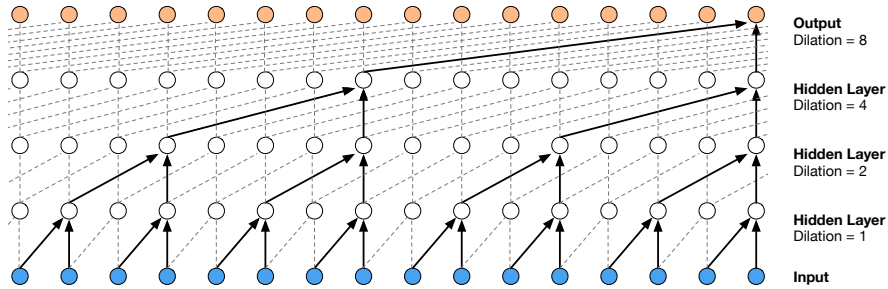 Output
Dilation = 8
Hidden Layer
Dilation = 4
Hidden Layer
Dilation = 2
Hidden Layer
Dilation = 1
Input